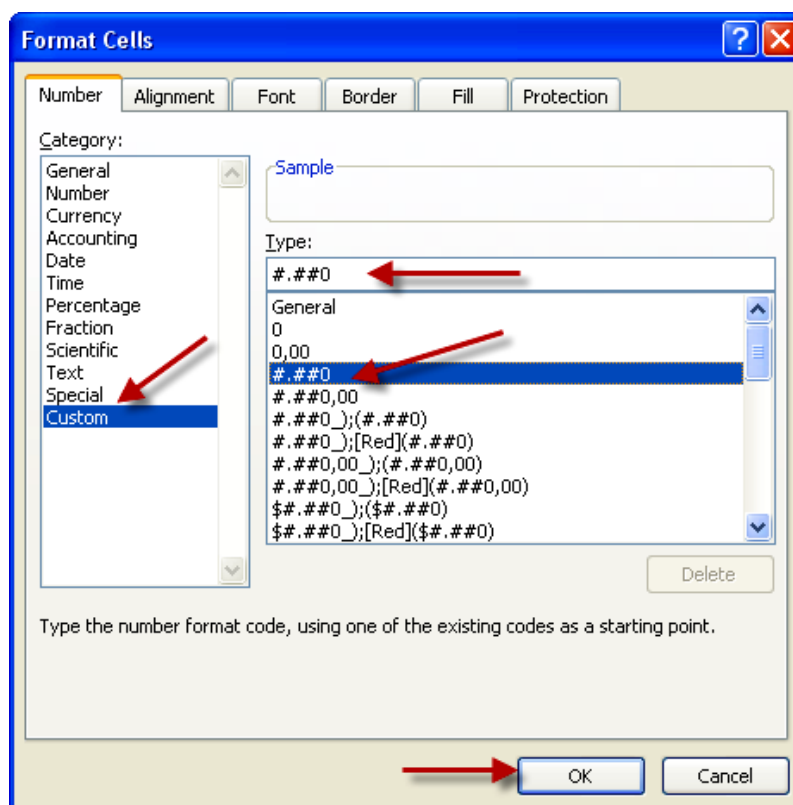 Format Cells
Number Alignment Font Border Fill Protection
Category:
General
Number
Currency
Accounting
Date
Time
Percentage
Fraction
Scientific
Text
Special
Custom
Sample
Type:
#.##0
General
0
0,00
#.##0
#.##0,00
#.##0_);(#.##0)
#.##0_);[Red](#.##0)
#.##0,00_);(#.##0,00)
#.##0,00_);[Red](#.##0,00)
$#.##0_);($#.##0)
$#.##0_);[Red]($#.##0)
Delete
Type the number format code, using one of the existing codes as a starting point.
OK Cancel